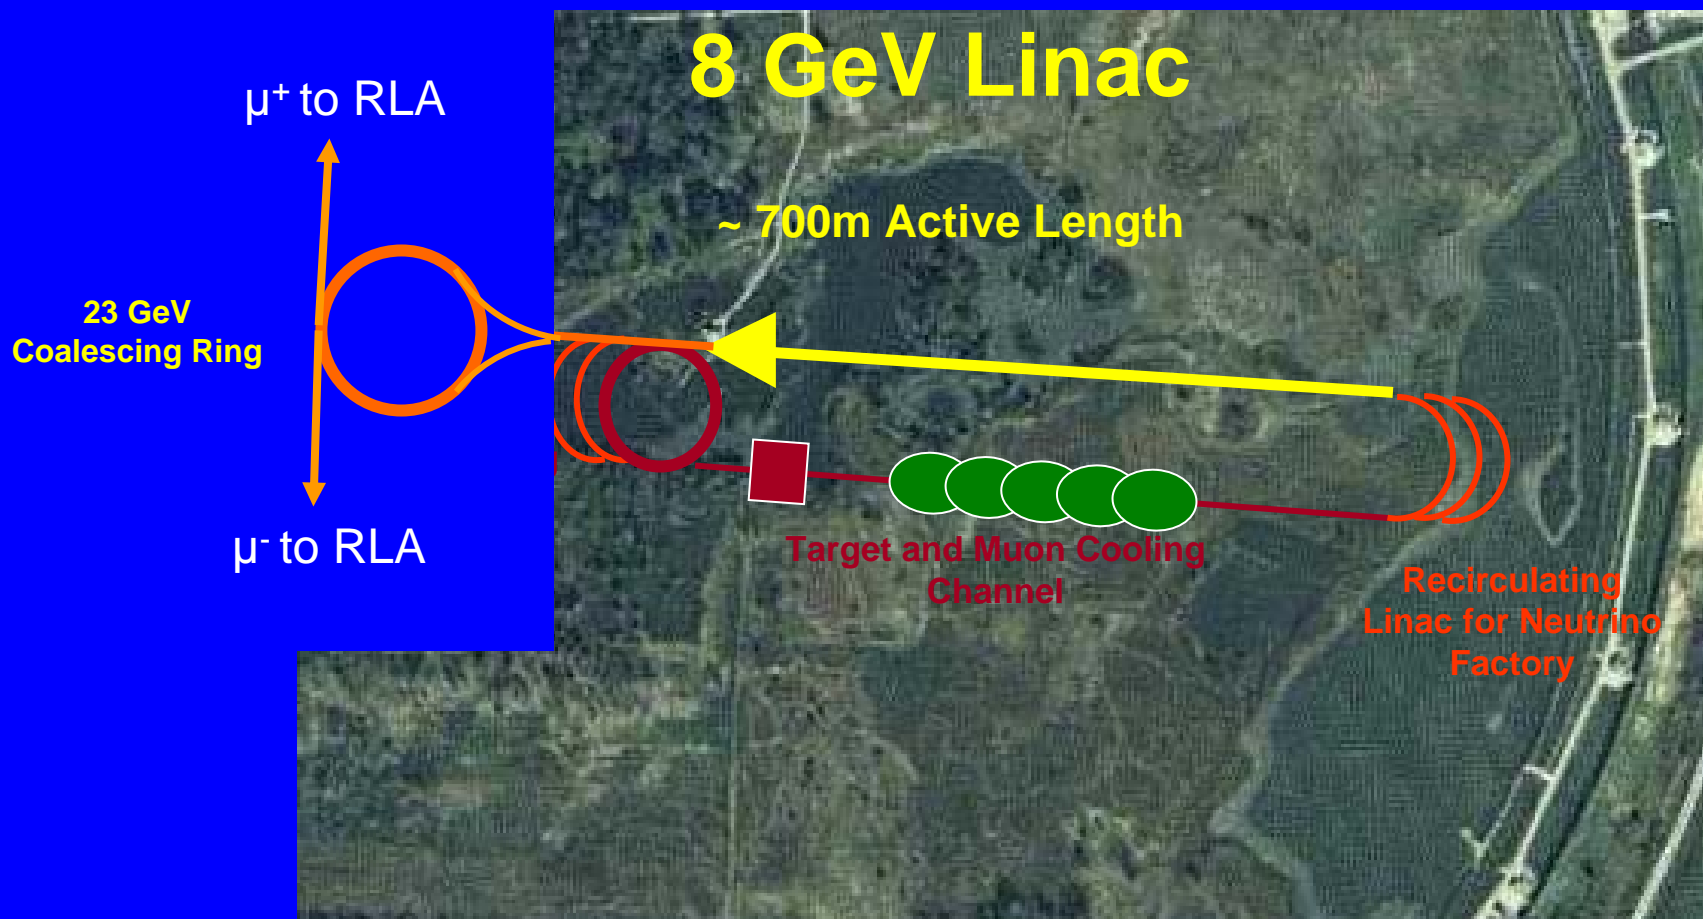 8 GeV Linac
μ+ to RLA
~ 700m Active Length
23 GeV
Coalescing Ring
μ- to RLA
Target and Muon Cooling
Channel
Recirculating
Linac for Neutrino
Factory